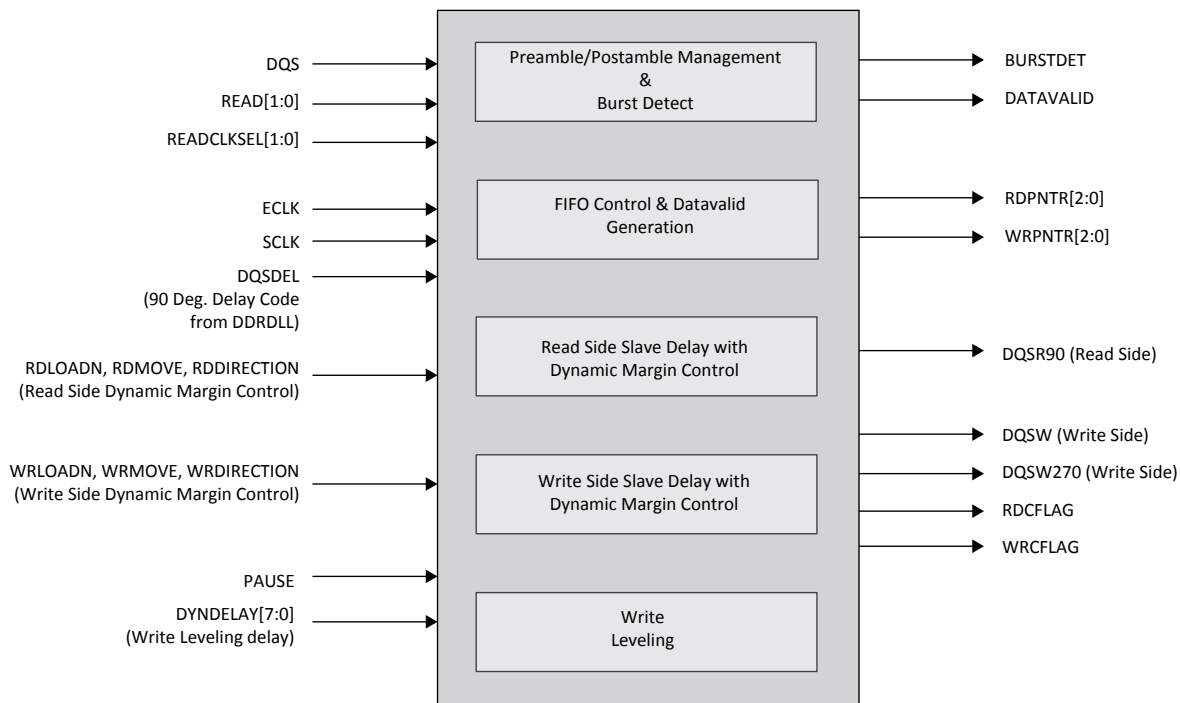 DQS
READ[1:0]
READCLKSEL[1:0]
ECLK
SCLK
DQSDEL
(90 Deg. Delay Code
from DDRDLL)
RDLOADN, RDMOVE, RDDIRECTION
(Read Side Dynamic Margin Control)
WRLOADN, WRMOVE, WRDIRECTION
(Write Side Dynamic Margin Control)
PAUSE
DYNDELAY[7:0]
(Write Leveling delay)
Preamble/Postamble Management
&
Burst Detect
FIFO Control & Datavalid
Generation
Read Side Slave Delay with
Dynamic Margin Control
Write Side Slave Delay with
Dynamic Margin Control
Write
Leveling
BURSTDET
DATAVALID
RDPNTR[2:0]
WRPNTR[2:0]
DQSR90 (Read Side)
DQSW (Write Side)
DQSW270 (Write Side)
RDCFLAG
WRCFLAG